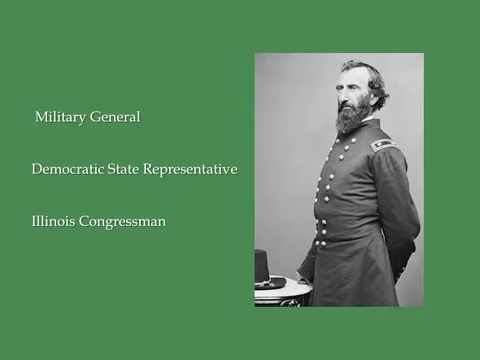 Military General
Democratic State Representative
Illinois Congressman